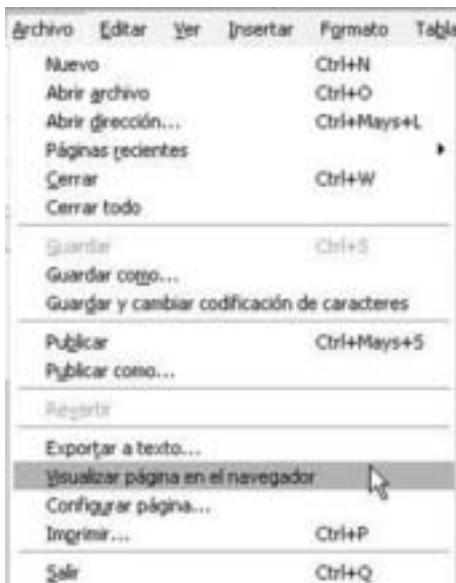 Archivo Editar Ver Insertar Formato Tabla
Nuevo Ctrl+N
Abrir archivo Ctrl+O
Abrir dirección... Ctrl+Mays+L
Páginas recientes
Cerrar Ctrl+W
Cerrar todo
Guardar Ctrl+S
Guardar como...
Guardar y cambiar codificación de caracteres
Publicar Ctrl+Mays+S
Publicar como...
Revertir
Exportar a texto...
Visualizar página en el navegador
Configurar página...
Imprimir... Ctrl+P
Salir Ctrl+Q